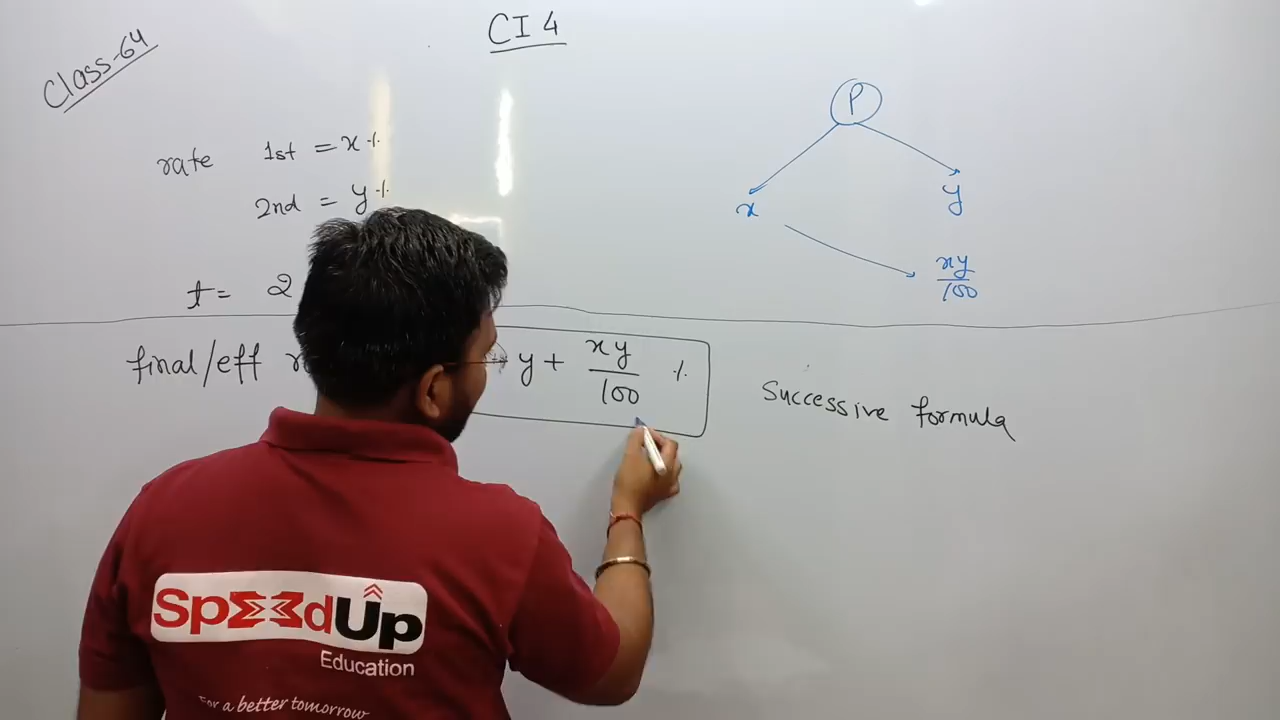 Class-64
CI 4
rate 1st = x%
2nd = y%
t = 2
P
x y
xy/100
final/eff
y + xy/100 %
Successive formula
SpeedUp
Education
For a better tomorrow